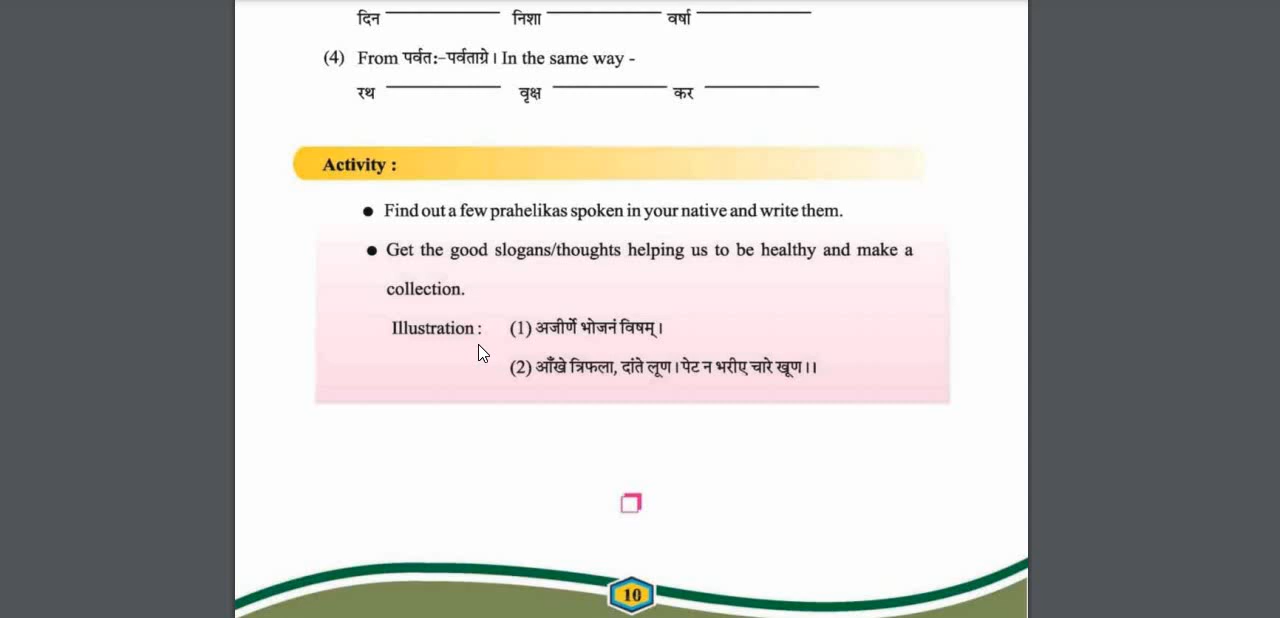 दिन निशा वर्षा
(4) From पर्वतः-पर्वताग्रे। In the same way -
रथ वृक्ष कर
Activity :
● Find out a few prahelikas spoken in your native and write them.
● Get the good slogans/thoughts helping us to be healthy and make a
collection.
Illustration : (1) अजीर्णे भोजनं विषम्।
(2) आँखे त्रिफला, दांते लूण। पेट न भरीए चारे खूण।।
10